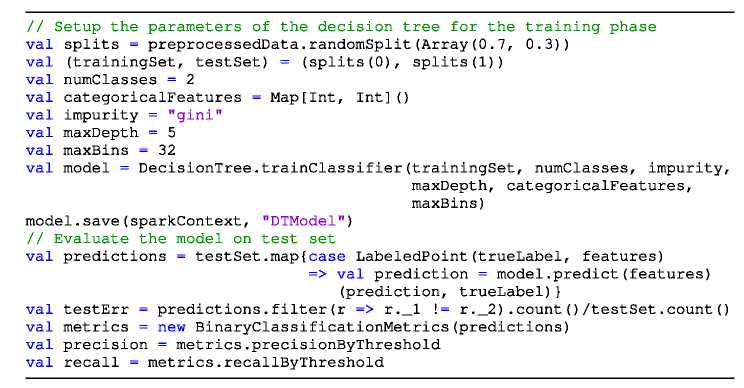 // Setup the parameters of the decision tree for the training phase
val splits = preprocessedData.randomSplit(Array(0.7, 0.3))
val (trainingSet, testSet) = (splits(0), splits(1))
val numClasses = 2
val categoricalFeatures = Map[Int, Int]()
val impurity = "gini"
val maxDepth = 5
val maxBins = 32
val model = DecisionTree.trainClassifier(trainingSet, numClasses, impurity,
maxDepth, categoricalFeatures,
maxBins)
model.save(sparkContext, "DTModel")
// Evaluate the model on test set
val predictions = testSet.map{case LabeledPoint(trueLabel, features)
=> val prediction = model.predict(features)
(prediction, trueLabel)}
val testErr = predictions.filter(r => r._1 != r._2).count()/testSet.count()
val metrics = new BinaryClassificationMetrics(predictions)
val precision = metrics.precisionByThreshold
val recall = metrics.recallByThreshold